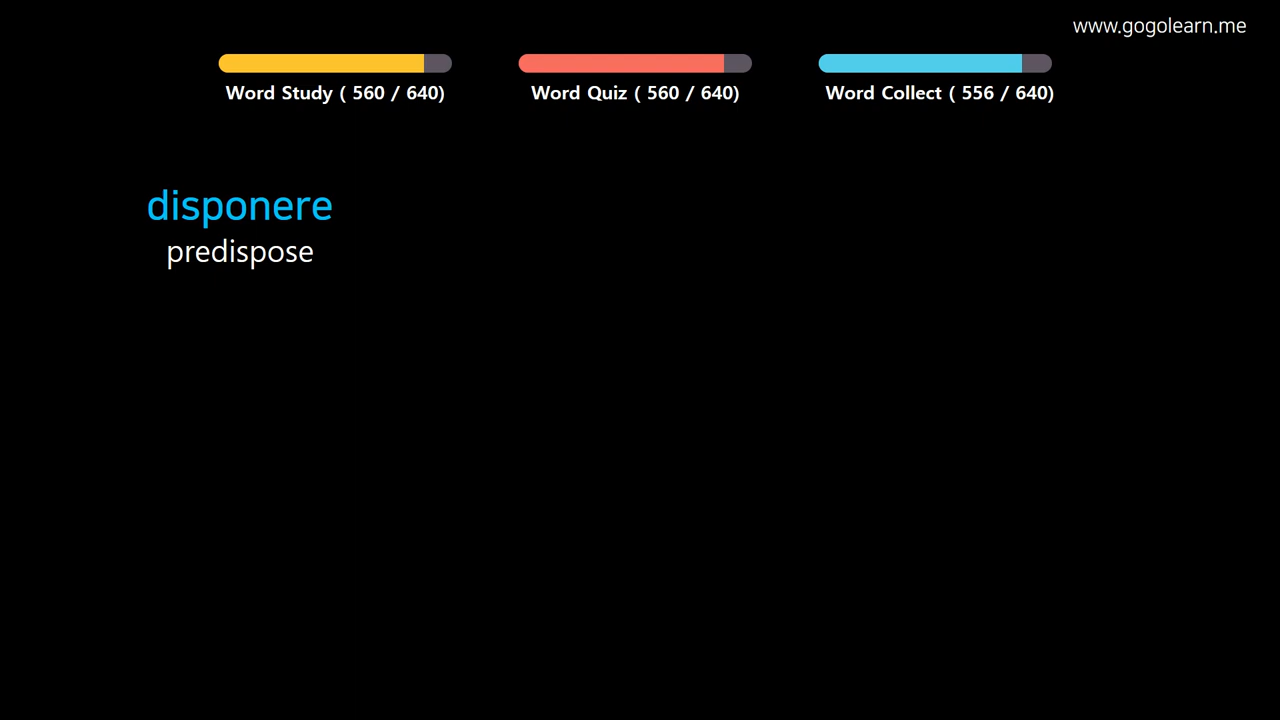 www.gogolearn.me
Word Study ( 560 / 640)
Word Quiz ( 560 / 640)
Word Collect ( 556 / 640)
disponere
predispose